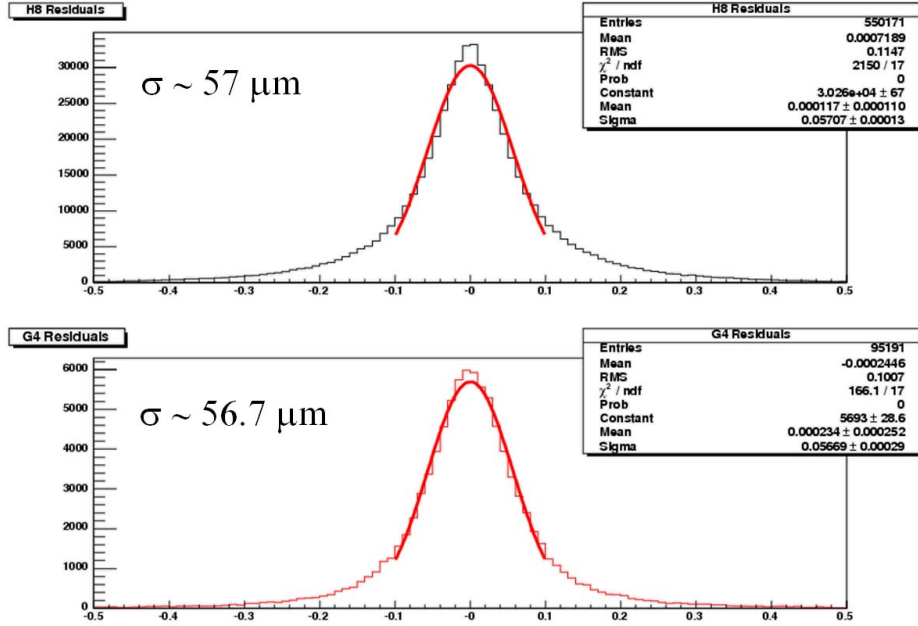 H8 Residuals
H8 Residuals
Entries 550171
Mean 0.0007189
RMS 0.1147
χ² / ndf 2150 / 17
Prob 0
Constant 3.026e+04 ± 67
Mean 0.000117 ± 0.000110
Sigma 0.05707 ± 0.00013
σ ~ 57 μm
30000
25000
20000
15000
10000
5000
0
-0.5 -0.4 -0.3 -0.2 -0.1 -0 0.1 0.2 0.3 0.4 0.5
G4 Residuals
G4 Residuals
Entries 95191
Mean -0.0002446
RMS 0.1007
χ² / ndf 166.1 / 17
Prob 0
Constant 5693 ± 28.6
Mean 0.000234 ± 0.000252
Sigma 0.05669 ± 0.00029
σ ~ 56.7 μm
6000
5000
4000
3000
2000
1000
0
-0.5 -0.4 -0.3 -0.2 -0.1 -0 0.1 0.2 0.3 0.4 0.5